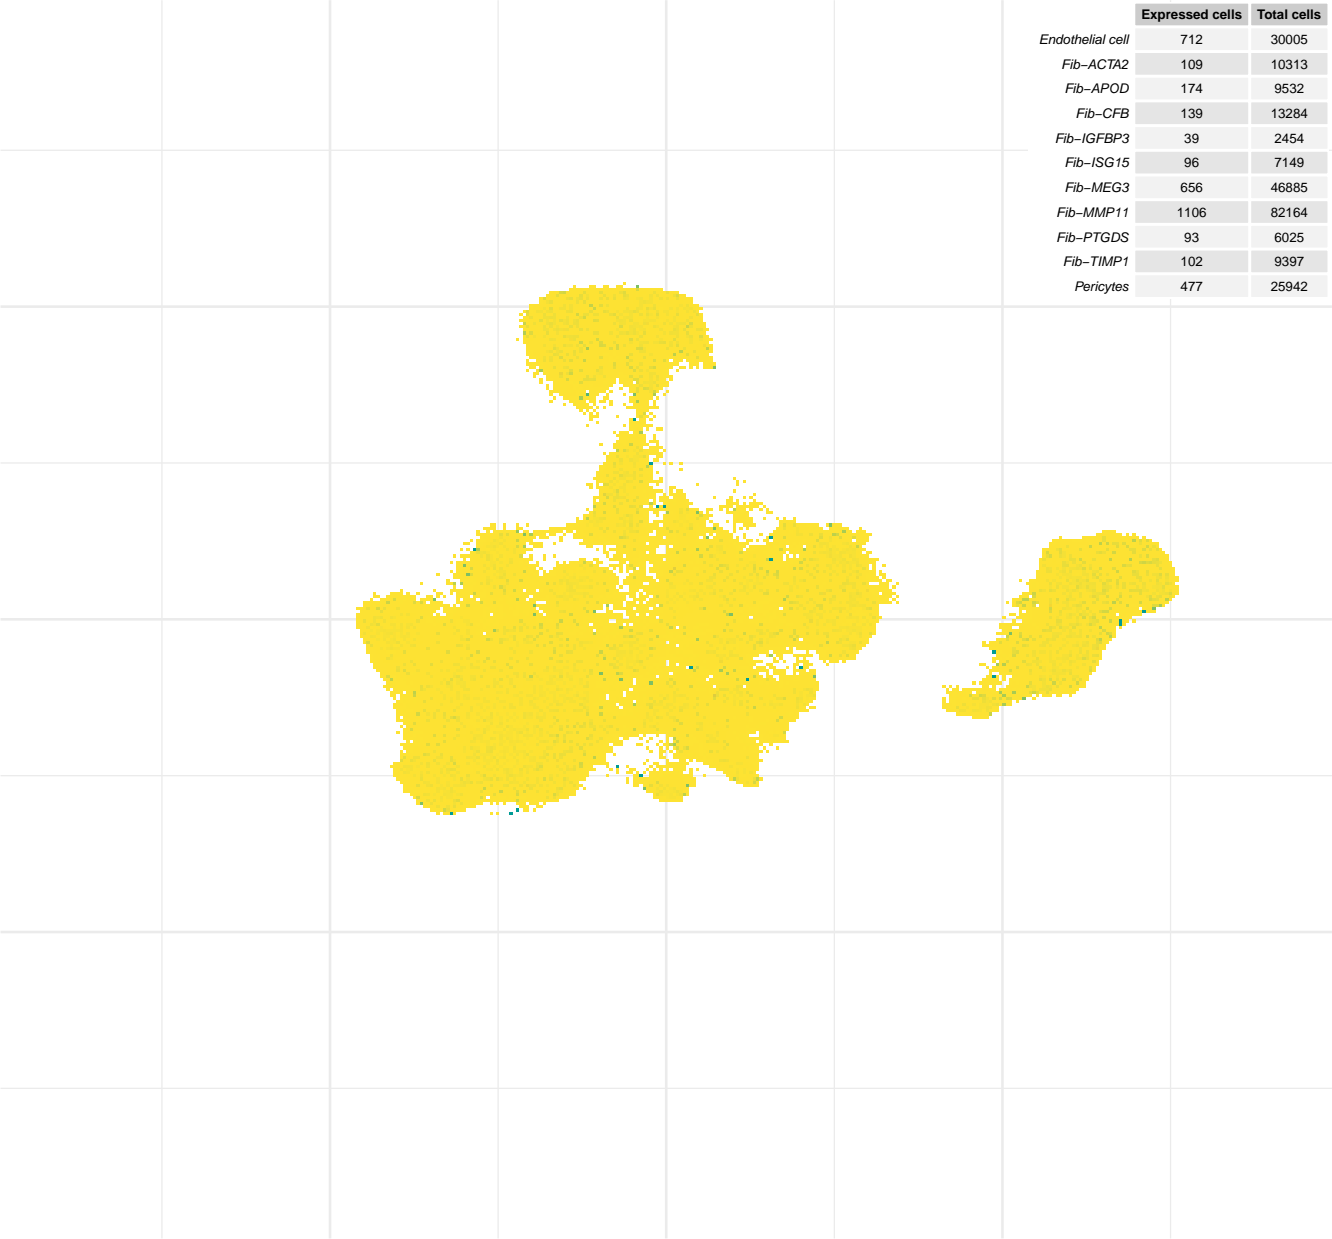 Expressed cells Total cells
Endothelial cell 712 30005
Fib−ACTA2 109 10313
Fib−APOD 174 9532
Fib−CFB 139 13284
Fib−IGFBP3 39 2454
Fib−ISG15 96 7149
Fib−MEG3 656 46885
Fib−MMP11 1106 82164
Fib−PTGDS 93 6025
Fib−TIMP1 102 9397
Pericytes 477 25942